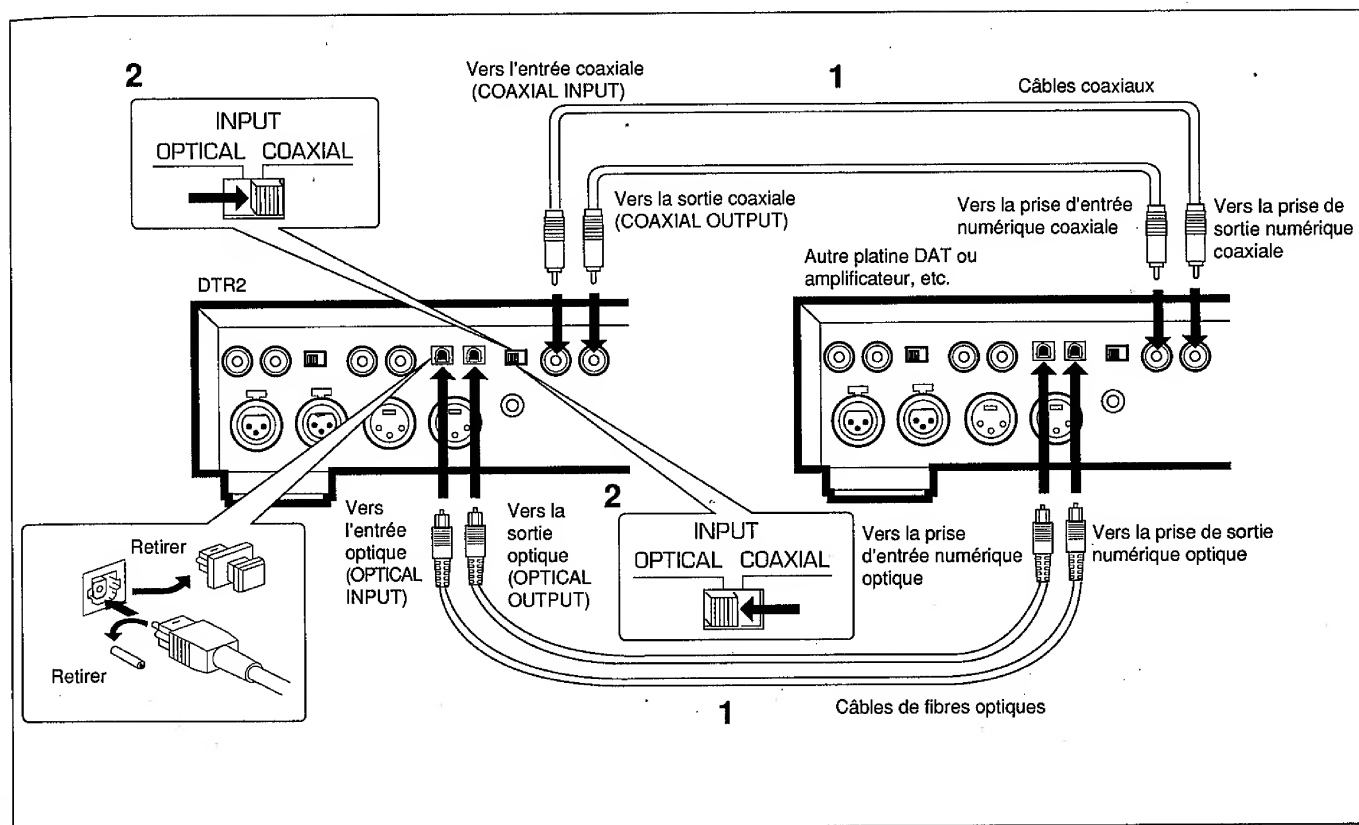 2
INPUT
OPTICAL COAXIAL
Vers l'entrée coaxiale
(COAXIAL INPUT)
1
Câbles coaxiaux
Vers la sortie coaxiale
(COAXIAL OUTPUT)
Vers la prise d'entrée
numérique coaxiale
Vers la prise de
sortie numérique
coaxiale
DTR2
Autre platine DAT ou
amplificateur, etc.
Retirer
Retirer
Vers
l'entrée
optique
(OPTICAL
INPUT)
Vers la
sortie
optique
(OPTICAL
OUTPUT)
2
INPUT
OPTICAL COAXIAL
Vers la prise
d'entrée numérique
optique
Vers la prise de sortie
numérique optique
1
Câbles de fibres optiques